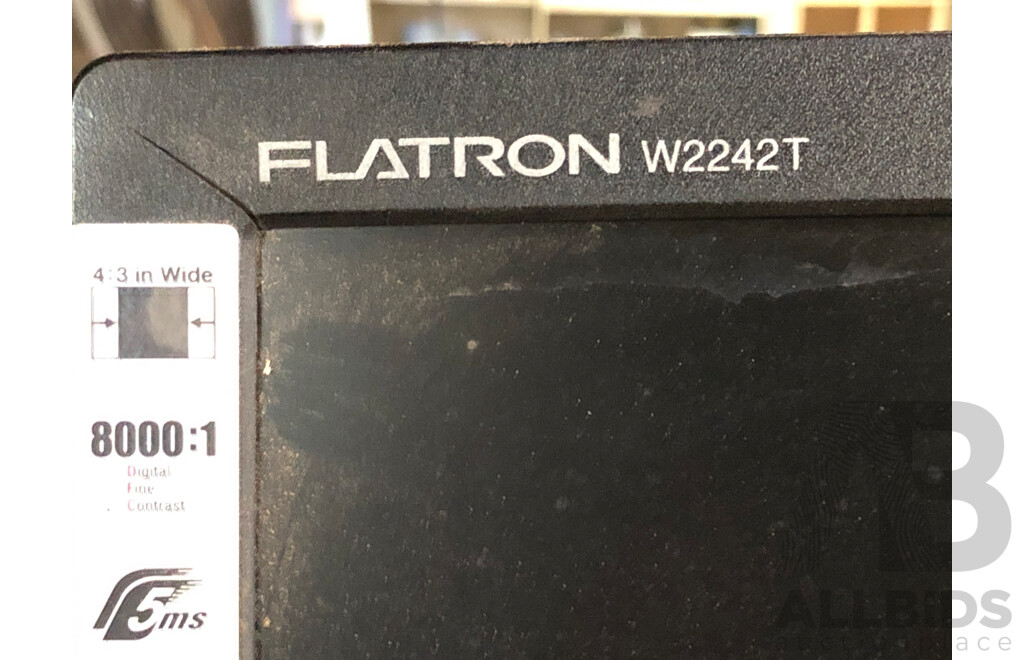 FLATRON W2242T
4:3 in Wide
8000:1
Digital
Fine
Contrast
5ms
ALLBIDS